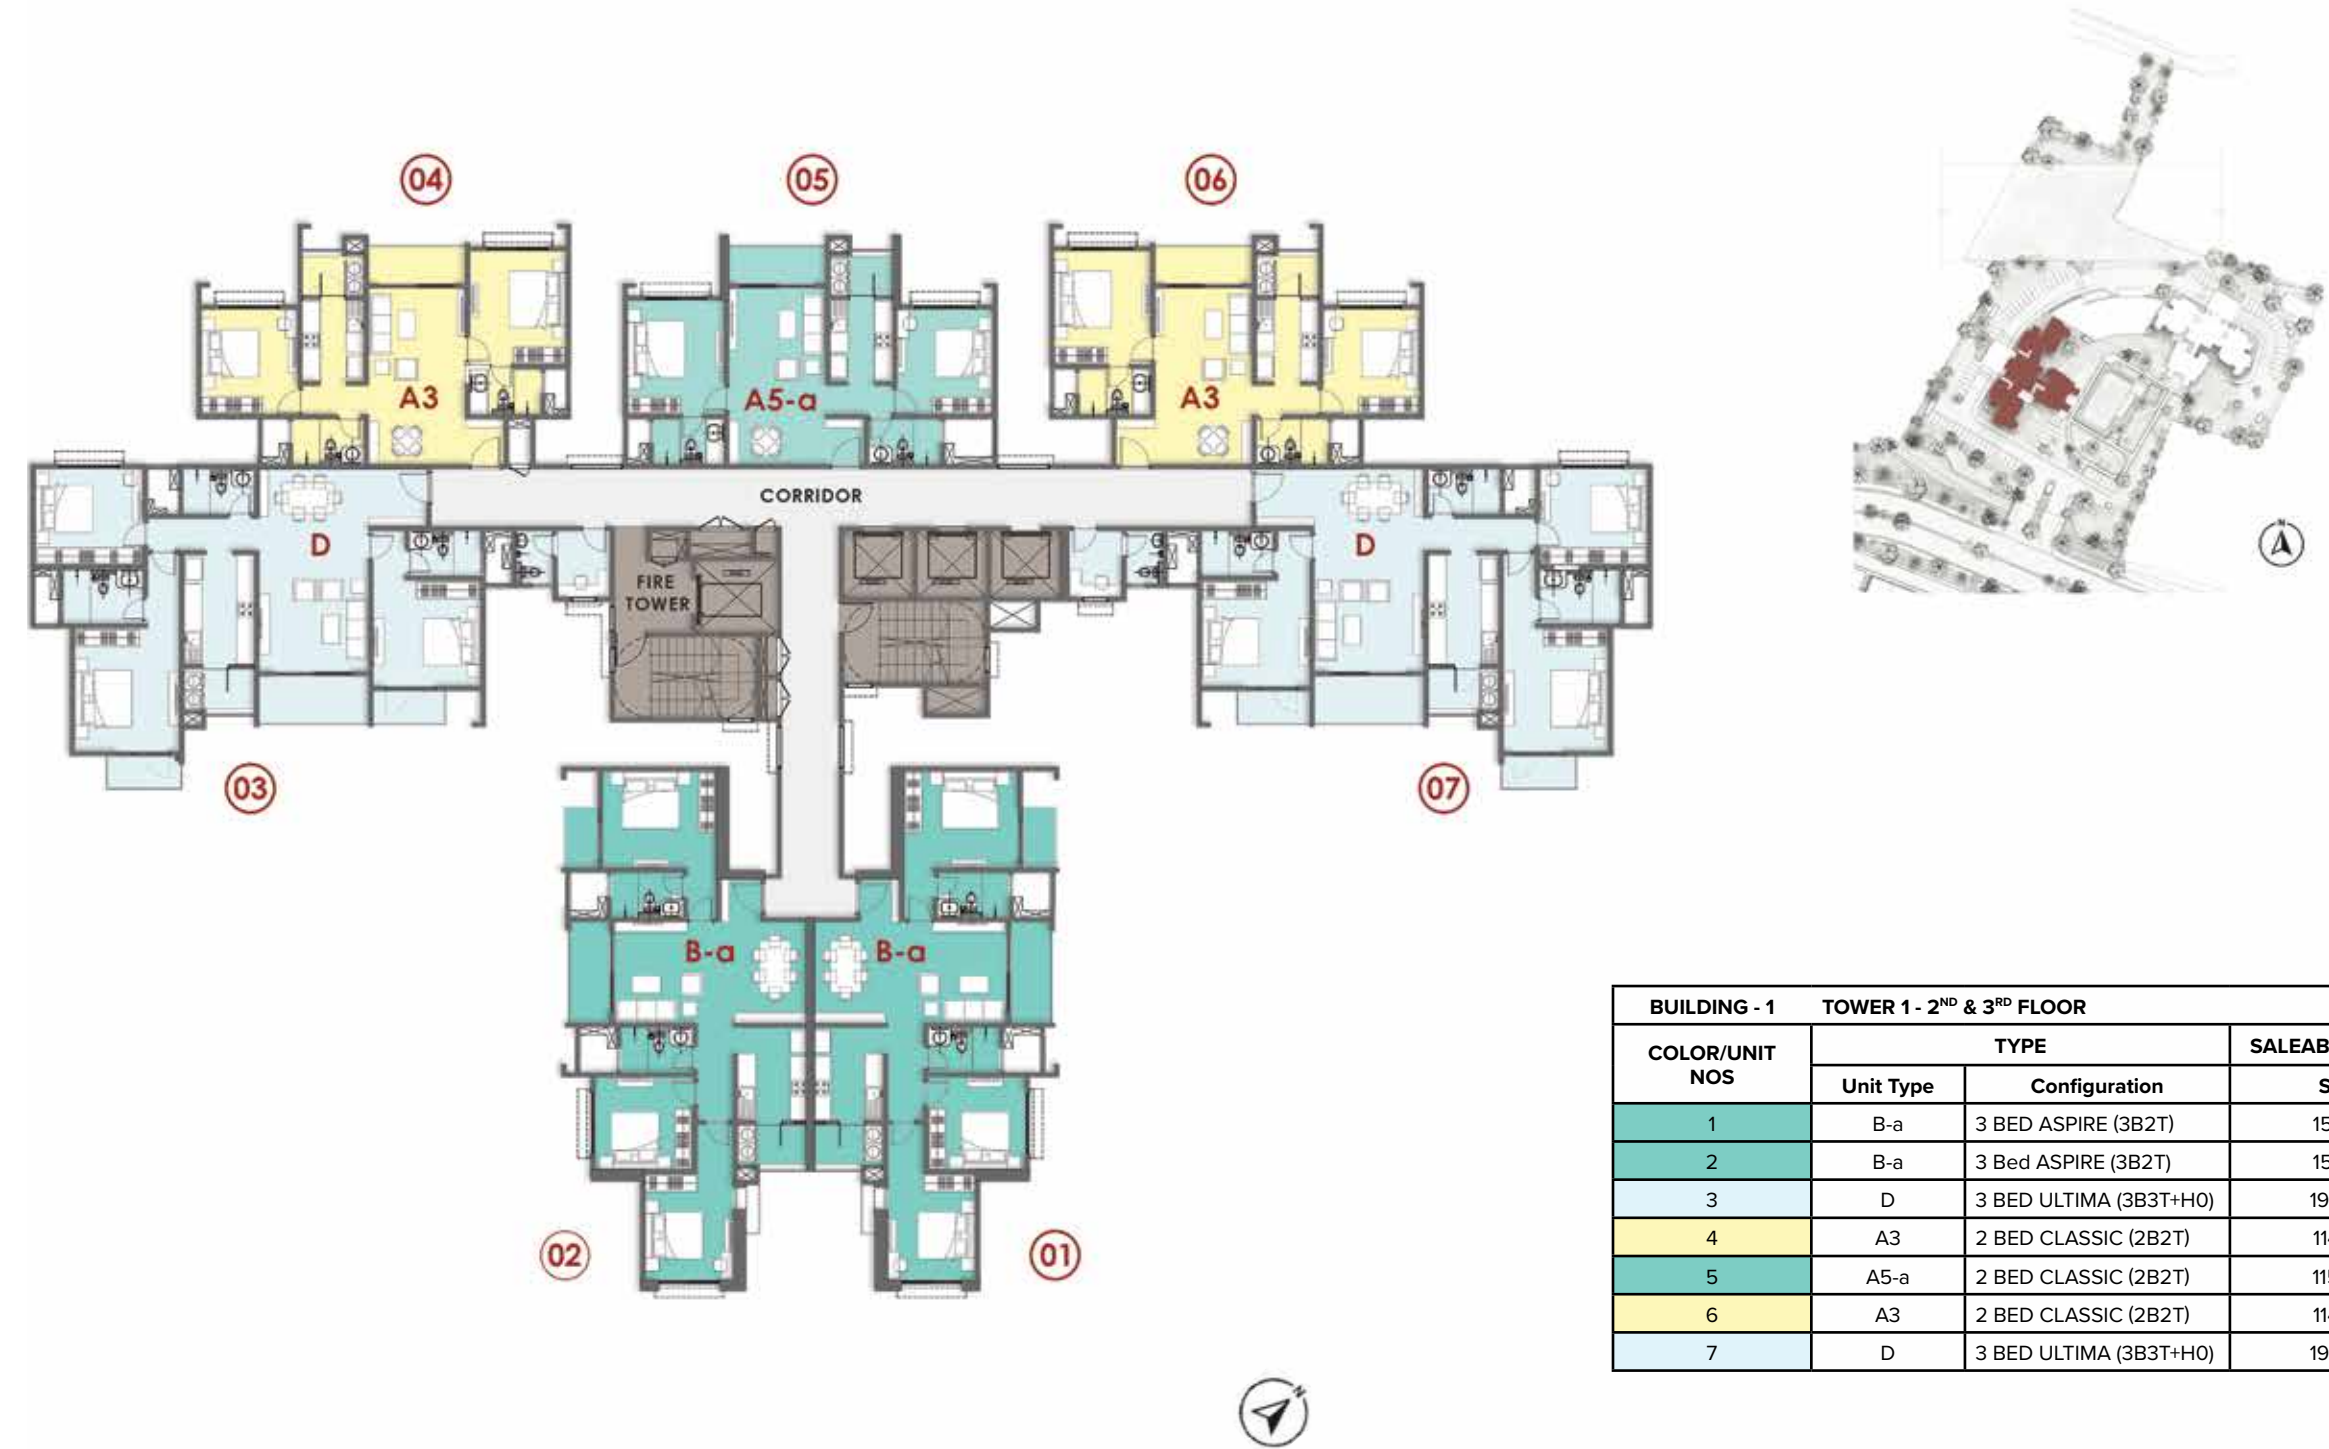 04
05
06
A3
A5-a
A3
CORRIDOR
D
D
FIRE
TOWER
03
07
B-a
B-a
02
01
N
N
BUILDING - 1 TOWER 1 - 2ND & 3RD FLOOR
COLOR/UNIT NOS TYPE
Unit Type Configuration
1 B-a 3 BED ASPIRE (3B2T)
2 B-a 3 Bed ASPIRE (3B2T)
3 D 3 BED ULTIMA (3B3T+H0)
4 A3 2 BED CLASSIC (2B2T)
5 A5-a 2 BED CLASSIC (2B2T)
6 A3 2 BED CLASSIC (2B2T)
7 D 3 BED ULTIMA (3B3T+H0)